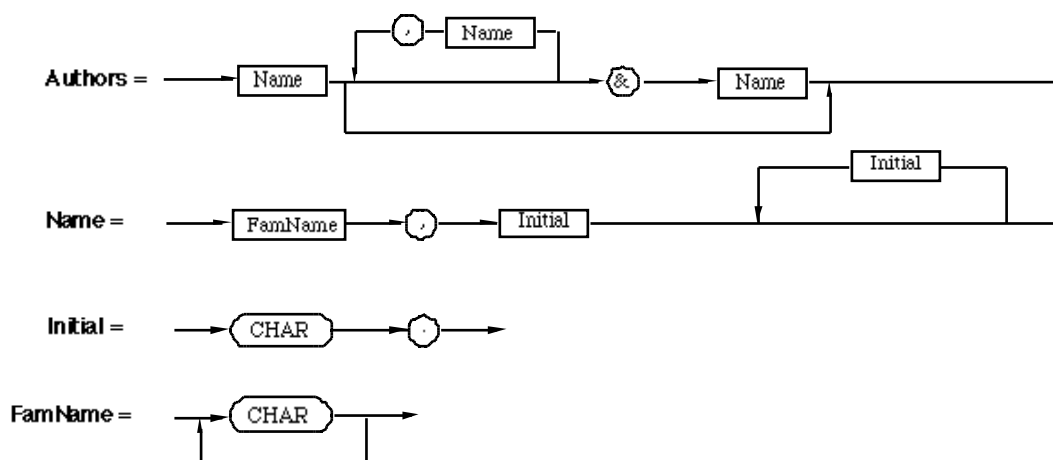 , Name
Authors = Name & Name
Initial
Name = FamName , Initial
Initial = CHAR .
FamName = CHAR